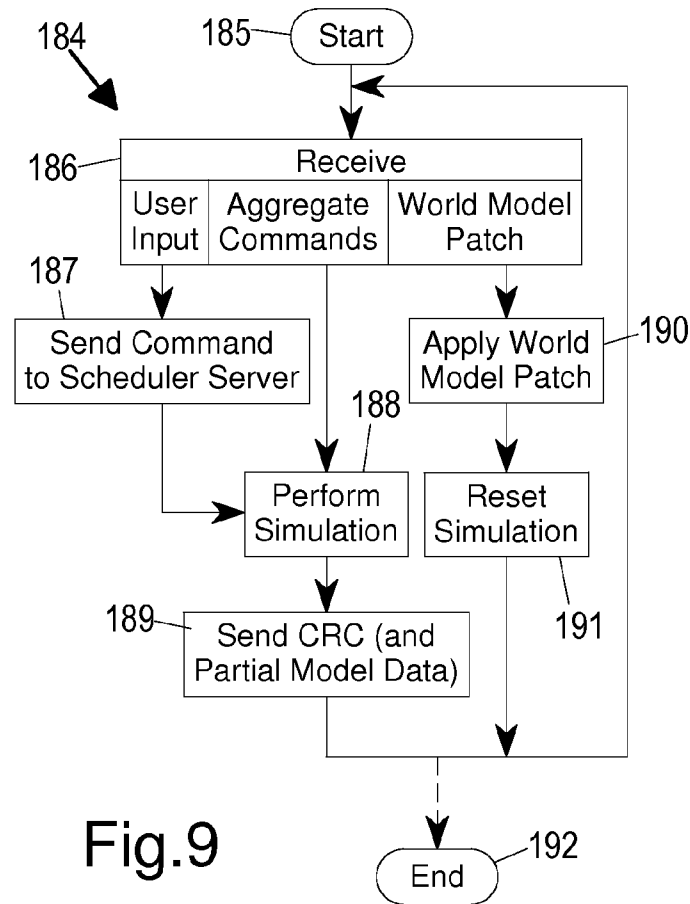 184
185
Start
186
Receive
User
Input
Aggregate
Commands
World Model
Patch
187
Send Command
to Scheduler Server
Apply World
Model Patch
190
188
Perform
Simulation
Reset
Simulation
189
Send CRC (and
Partial Model Data)
191
Fig.9
End
192